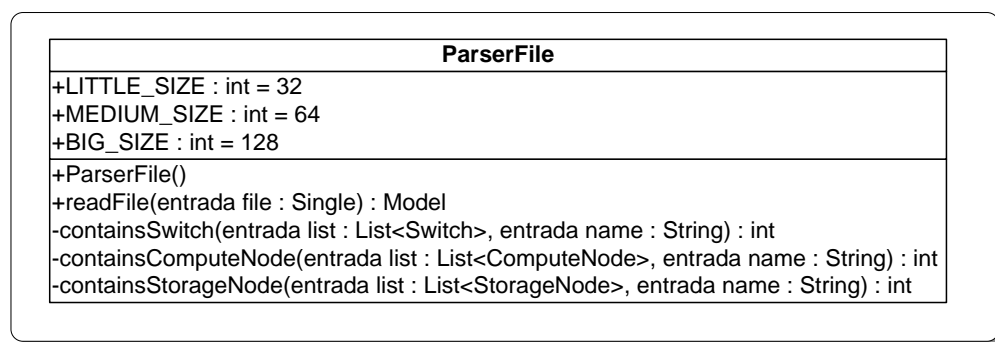 ParserFile
+LITTLE_SIZE : int = 32
+MEDIUM_SIZE : int = 64
+BIG_SIZE : int = 128
+ParserFile()
+readFile(entrada file : Single) : Model
-containsSwitch(entrada list : List<Switch>, entrada name : String) : int
-containsComputeNode(entrada list : List<ComputeNode>, entrada name : String) : int
-containsStorageNode(entrada list : List<StorageNode>, entrada name : String) : int